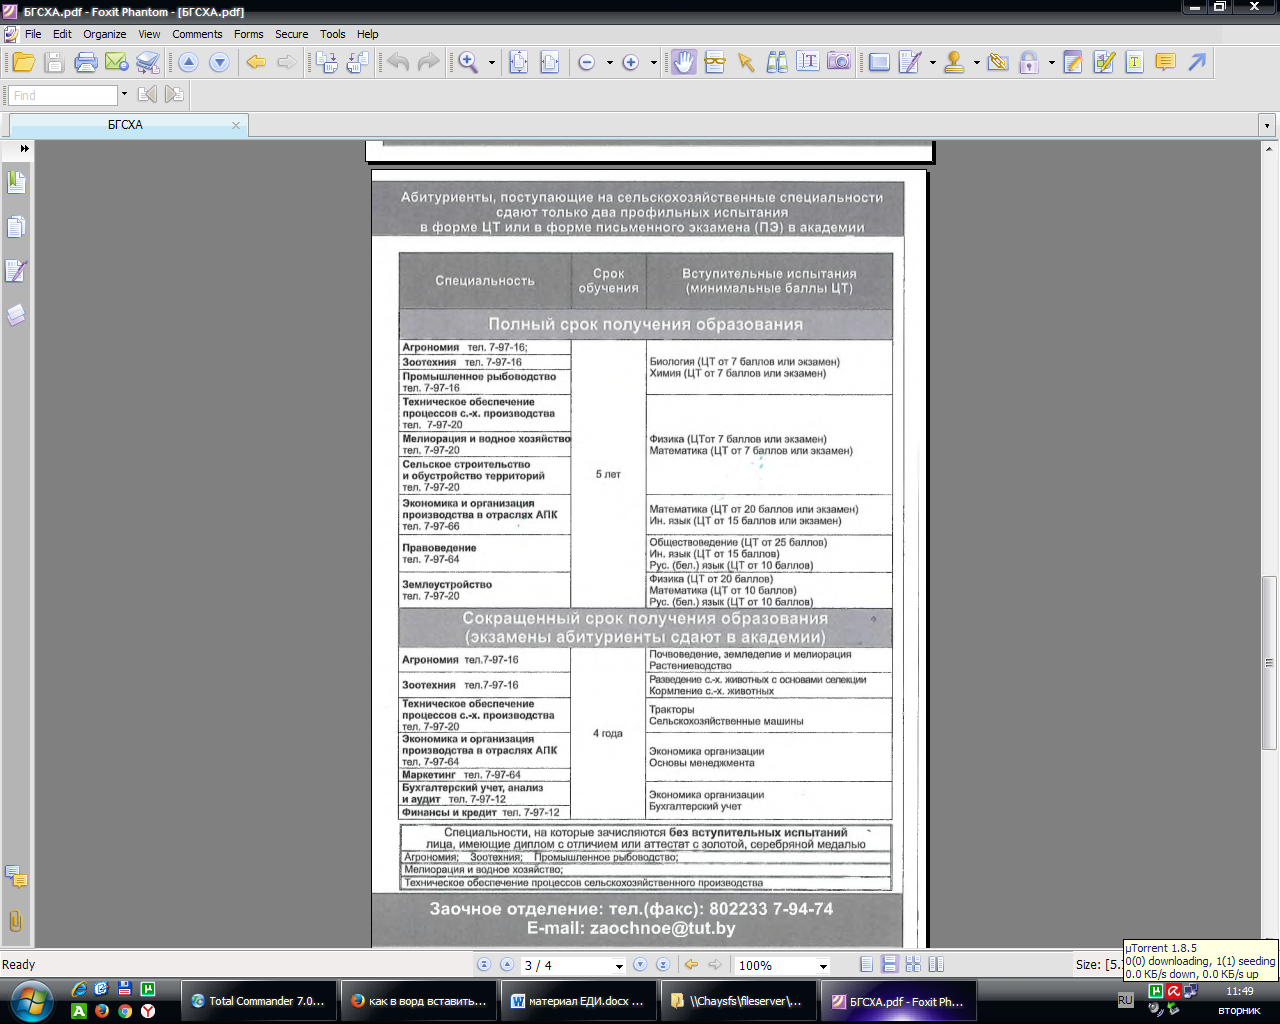 БГСХА.pdf - Foxit Phantom - [БГСХА.pdf]
File Edit Organize View Comments Forms Secure Tools Help
Find
БГСХА
Абитуриенты, поступающие на сельскохозяйственные специальности
сдают только два профильных испытания
в форме ЦТ или в форме письменного экзамена (ПЭ) в академии
Специальность
Срок
обучения
Вступительные испытания
(минимальные баллы ЦТ)
Полный срок получения образования
Агрономия тел. 7-97-16;
Зоотехния тел. 7-97-16
Промышленное рыбоводство
тел. 7-97-16
Биология (ЦТ от 7 баллов или экзамен)
Химия (ЦТ от 7 баллов или экзамен)
Техническое обеспечение
процессов с.-х. производства
тел. 7-97-20
Мелиорация и водное хозяйство
тел. 7-97-20
Сельское строительство
и обустройство территорий
тел. 7-97-20
5 лет
Физика (ЦТот 7 баллов или экзамен)
Математика (ЦТ от 7 баллов или экзамен)
Экономика и организация
производства в отраслях АПК
тел. 7-97-66
Математика (ЦТ от 20 баллов или экзамен)
Ин. язык (ЦТ от 15 баллов или экзамен)
Правоведение
тел. 7-97-64
Обществоведение (ЦТ от 25 баллов)
Ин. язык (ЦТ от 15 баллов)
Рус. (бел.) язык (ЦТ от 10 баллов)
Землеустройство
тел. 7-97-20
Физика (ЦТ от 20 баллов)
Математика (ЦТ от 10 баллов)
Рус. (бел.) язык (ЦТ от 10 баллов)
Сокращенный срок получения образования
(экзамены абитуриенты сдают в академии)
Агрономия тел.7-97-16
Почвоведение, земледелие и мелиорация
Растениеводство
Зоотехния тел.7-97-16
Разведение с.-х. животных с основами селекции
Кормление с.-х. животных
Техническое обеспечение
процессов с.-х. производства
тел. 7-97-20
Тракторы
Сельскохозяйственные машины
4 года
Экономика и организация
производства в отраслях АПК
тел. 7-97-64
Маркетинг тел. 7-97-64
Экономика организации
Основы менеджмента
Бухгалтерский учет, анализ
и аудит тел. 7-97-12
Финансы и кредит тел. 7-97-12
Экономика организации
Бухгалтерский учет
Специальности, на которые зачисляются без вступительных испытаний
лица, имеющие диплом с отличием или аттестат с золотой, серебряной медалью
Агрономия; Зоотехния; Промышленное рыбоводство;
Мелиорация и водное хозяйство;
Техническое обеспечение процессов сельскохозяйственного производства
Заочное отделение: тел.(факс): 802233 7-94-74
E-mail: zaochnoe@tut.by
Ready
3 / 4
100%
Size: [5.
µTorrent 1.8.5
0(0) downloading, 1(1) seeding
0.0 КБ/s down, 0.0 КБ/s up
Total Commander 7.0...
как в ворд вставить...
материал ЕДИ.docx ...
\\Chaysfs\fileserver\...
БГСХА.pdf - Foxit Ph...
RU
11:49
вторник